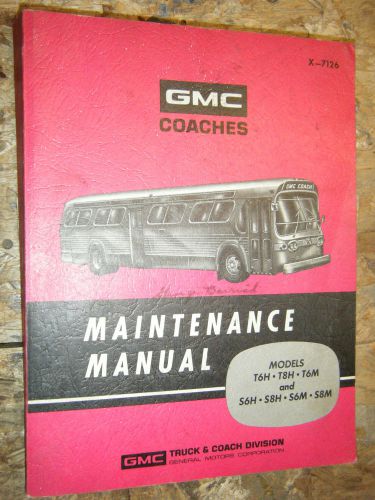 X-7126
GMC
COACHES
GMC COACH
MAINTENANCE
MANUAL
MODELS
T6H • T8H • T6M
and
S6H • S8H • S6M • S8M
GMC TRUCK & COACH DIVISION
GENERAL MOTORS CORPORATION